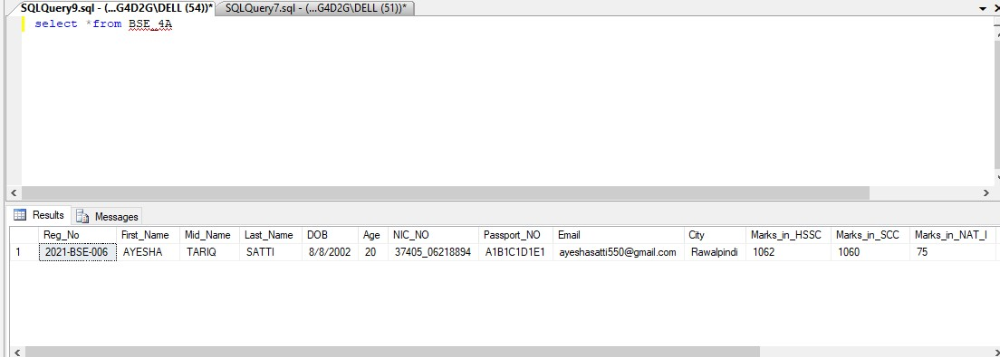 SQLQuery9.sql - (...G4D2G\DELL (54))* SQLQuery7.sql - (...G4D2G\DELL (51))*
select *from BSE_4A
Results Messages
Reg_No First_Name Mid_Name Last_Name DOB Age NIC_NO Passport_NO Email City Marks_in_HSSC Marks_in_SCC Marks_in_NAT_I
1 2021-BSE-006 AYESHA TARIQ SATTI 8/8/2002 20 37405_06218894 A1B1C1D1E1 ayeshasatti550@gmail.com Rawalpindi 1062 1060 75